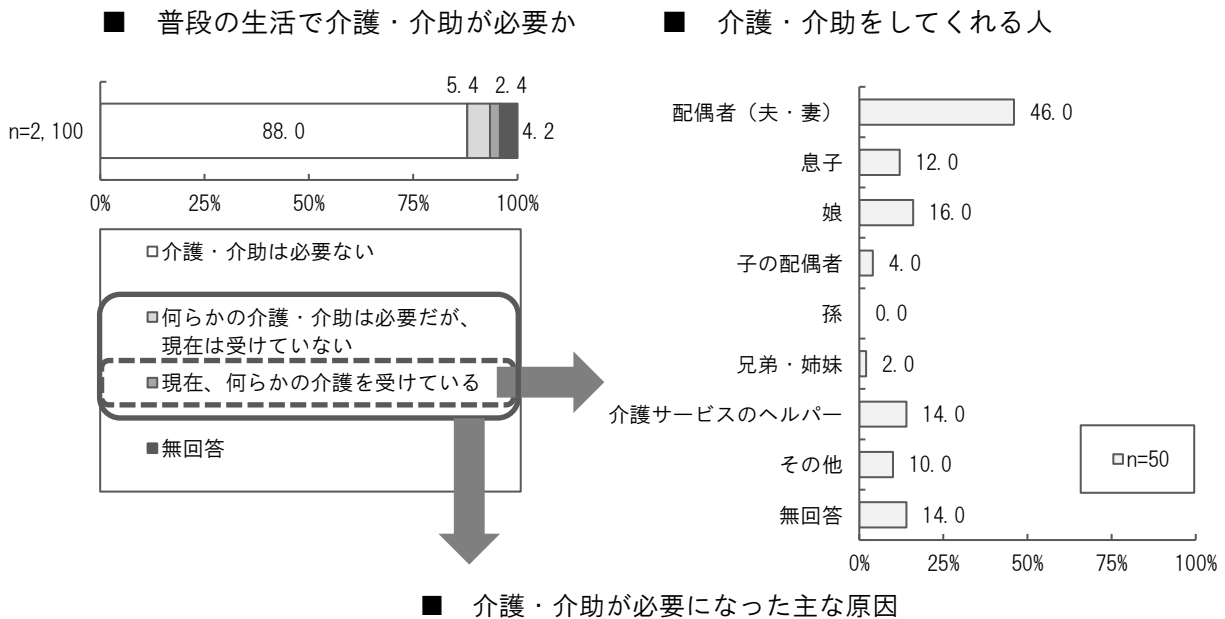 ■ 普段の生活で介護・介助が必要か
5.4 2.4
n=2,100
88.0
4.2
0% 25% 50% 75% 100%
□介護・介助は必要ない
■何らかの介護・介助は必要だが、
現在は受けていない
■現在、何らかの介護を受けている
■無回答
■ 介護・介助をしてくれる人
配偶者（夫・妻） 46.0
息子 12.0
娘 16.0
子の配偶者 4.0
孫 0.0
兄弟・姉妹 2.0
介護サービスのヘルパー 14.0
その他 10.0
無回答 14.0
□n=50
0% 25% 50% 75% 100%
■ 介護・介助が必要になった主な原因